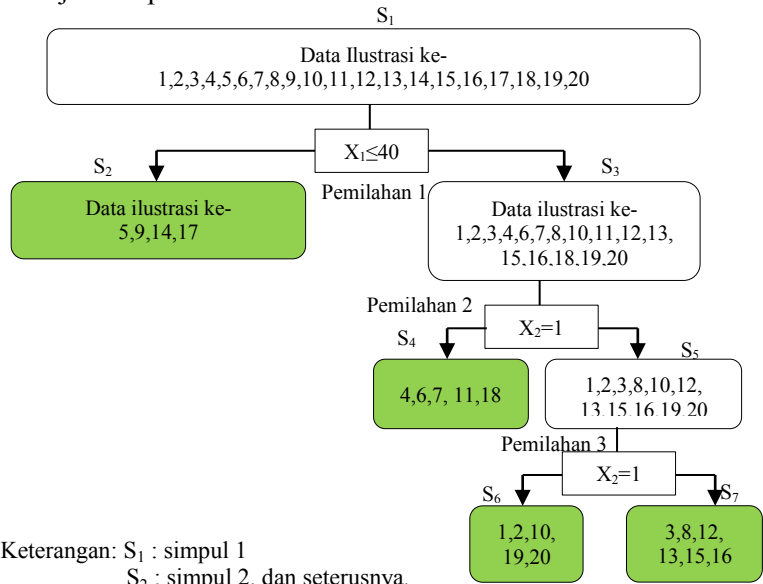 S₁
Data Ilustrasi ke-
1,2,3,4,5,6,7,8,9,10,11,12,13,14,15,16,17,18,19,20
X₁≤40
S₂
S₃
Pemilahan 1
Data ilustrasi ke-
5,9,14,17
Data ilustrasi ke-
1,2,3,4,6,7,8,10,11,12,13,
15,16,18,19,20
Pemilahan 2
X₂=1
S₄
S₅
4,6,7, 11,18
1,2,3,8,10,12,
13,15,16,19,20
Pemilahan 3
X₂=1
S₆
S₇
1,2,10,
19,20
3,8,12,
13,15,16
Keterangan: S₁ : simpul 1
S₂ : simpul 2, dan seterusnya.